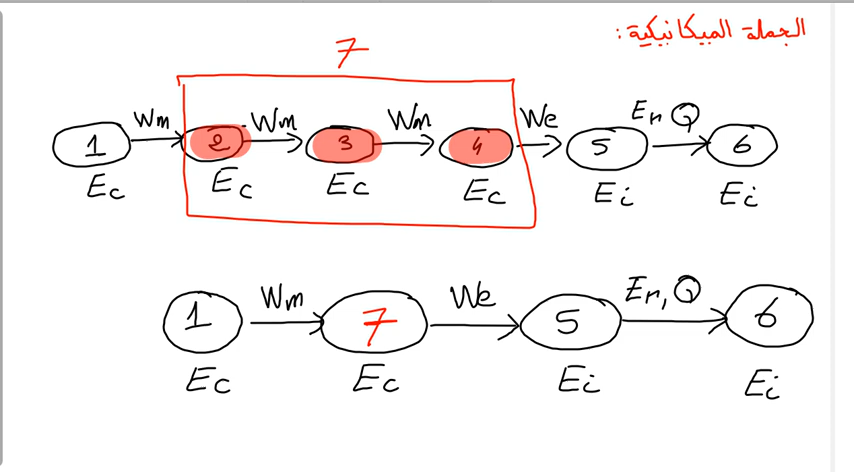 الجملة الميكانيكية:
7
Wm Wm Wm We Er Q
1 2 3 4 5 6
Ec Ec Ec Ec Ei Ei
Wm We Er, Q
1 7 5 6
Ec Ec Ei Ei